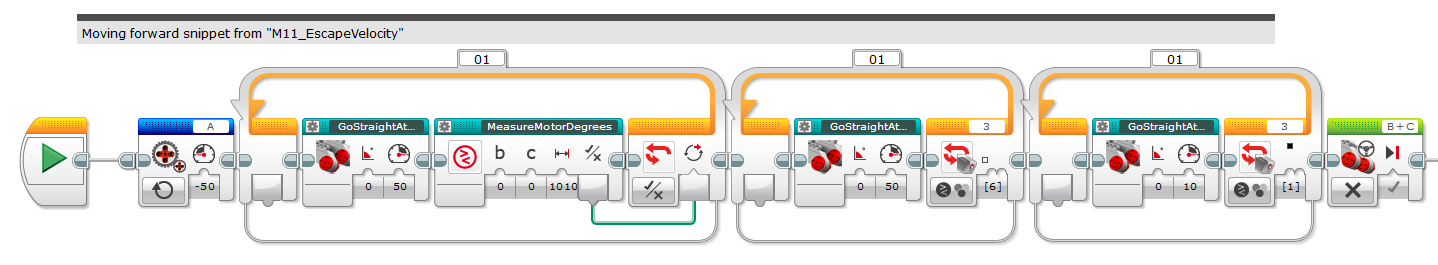 Moving forward snippet from "M11_EscapeVelocity"
01 01 01
A GoStraightAt... MeasureMotorDegrees GoStraightAt... 3 GoStraightAt... 3 B+C
b c
-50 0 50 0 0 1010 0 50 [6] 0 10 [1]